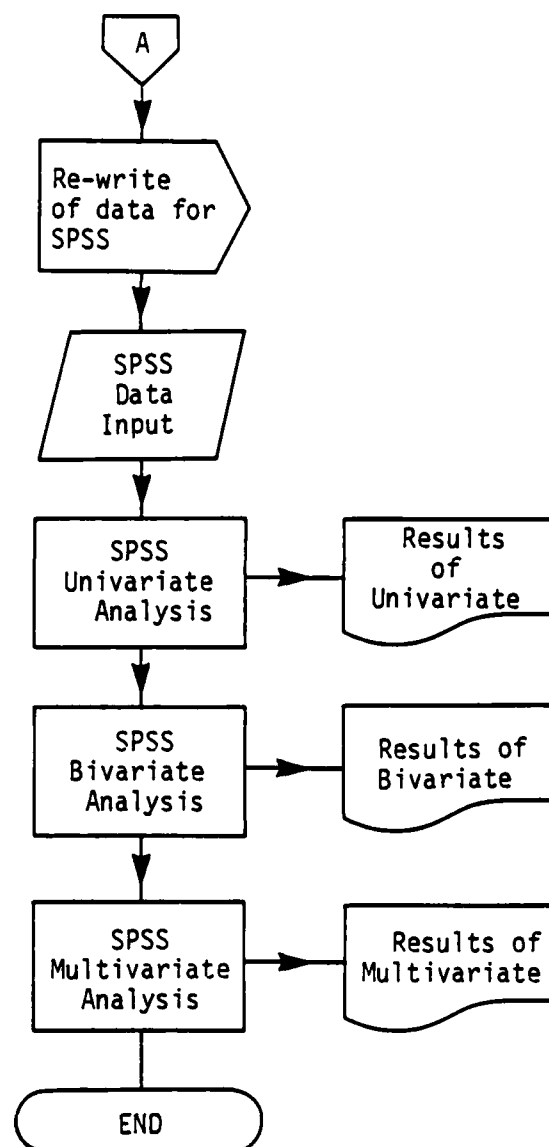 A
Re-write
of data for
SPSS
SPSS
Data
Input
SPSS
Univariate
Analysis
Results
of
Univariate
SPSS
Bivariate
Analysis
Results of
Bivariate
SPSS
Multivariate
Analysis
Results of
Multivariate
END